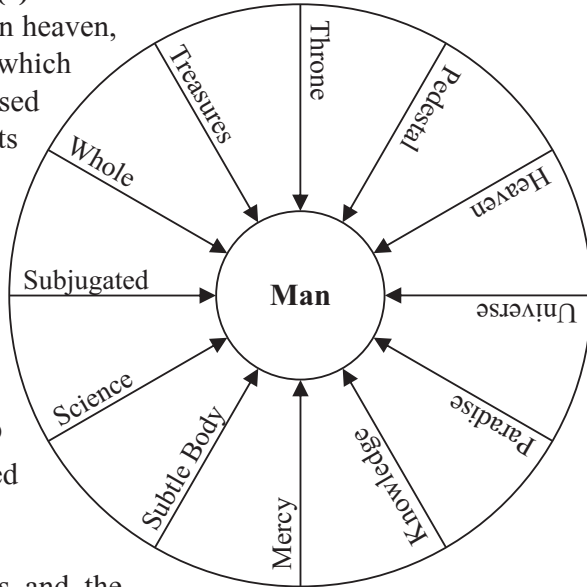 n heaven,
which
sed
ts
ed
s and the
Throne
Pedestal
Heaven
Universe
Paradise
Knowledge
Mercy
Subtle Body
Science
Subjugated
Whole
Treasures
Man